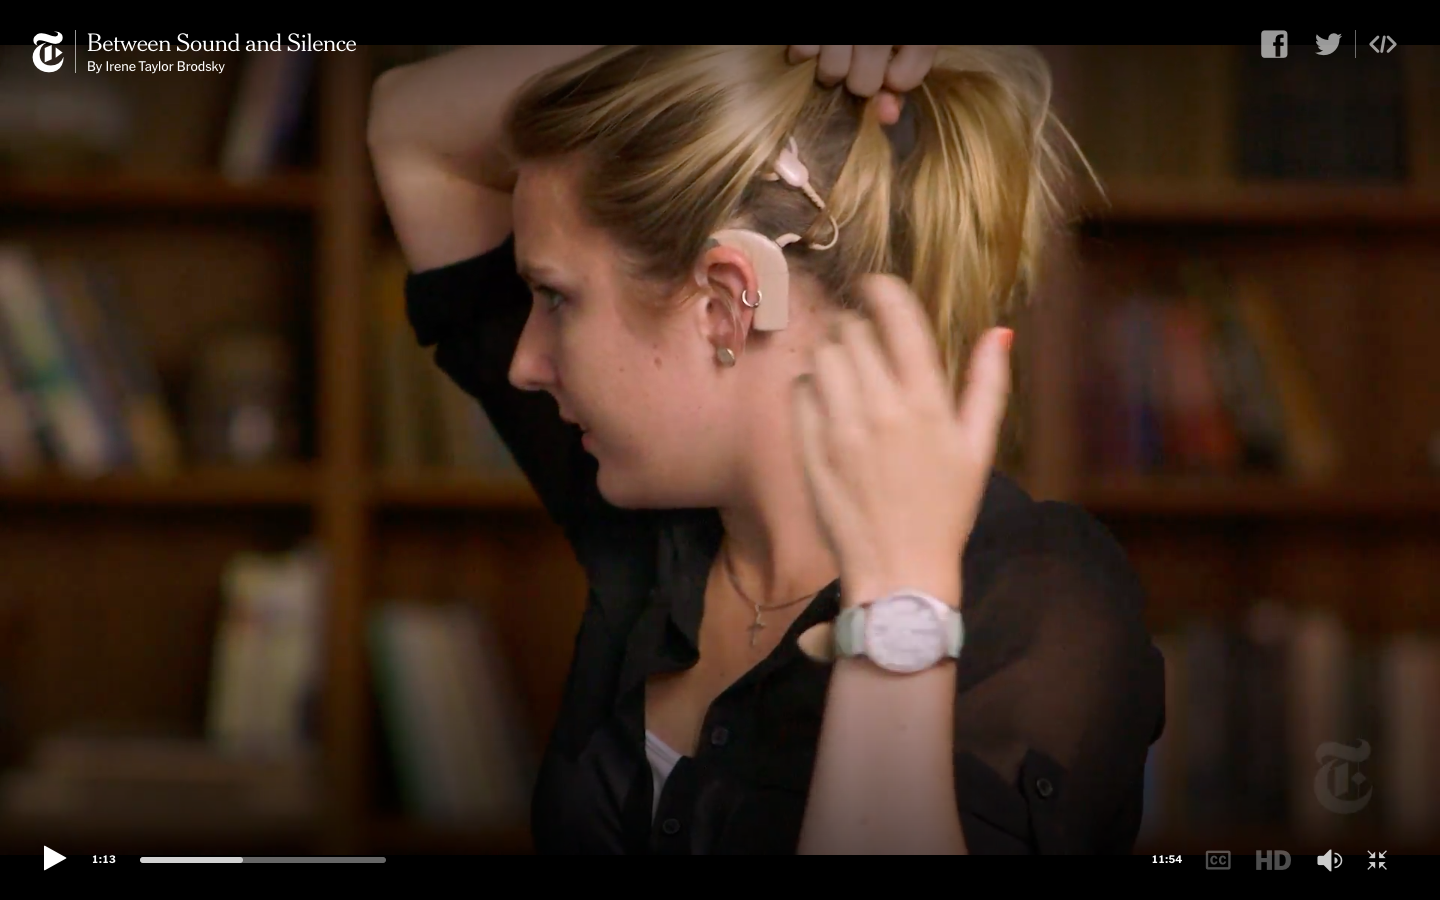 Between Sound and Silence
By Irene Taylor Brodsky
1:13
11:54
CC
HD